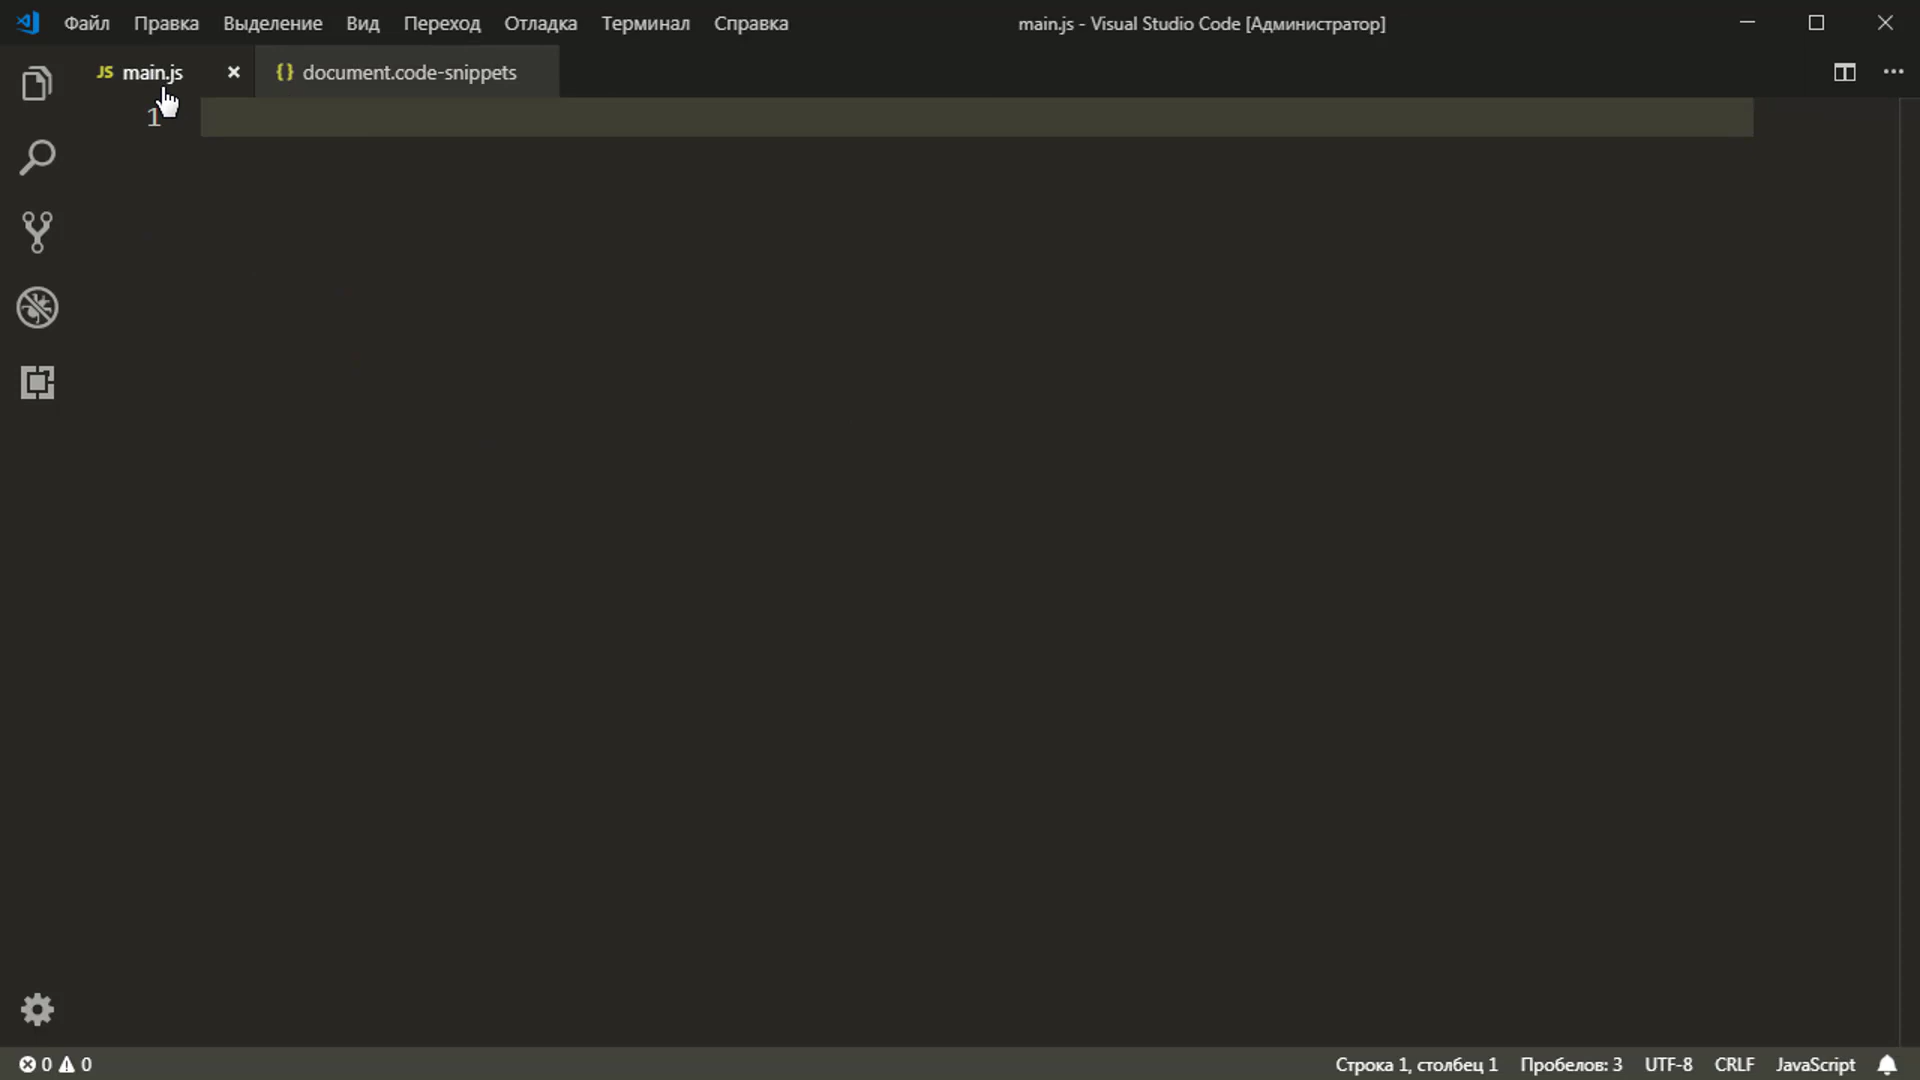 Файл Правка Выделение Вид Переход Отладка Терминал Справка main.js - Visual Studio Code [Администратор]
JS main.js × {} document.code-snippets
1
0 0 Строка 1, столбец 1 Пробелов: 3 UTF-8 CRLF JavaScript